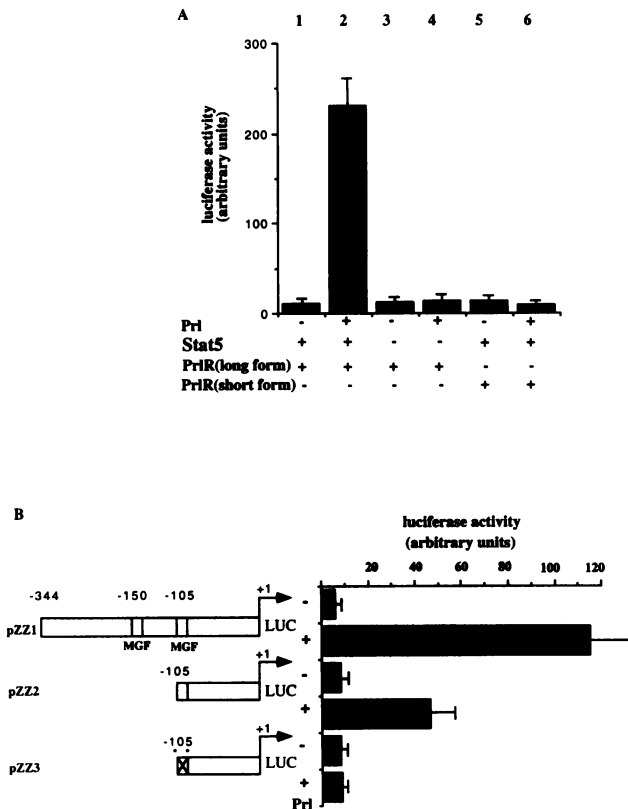 A
1 2 3 4 5 6
luciferase activity
(arbitrary units)
300
200
100
0
Prl - + - + - +
Stat5 + + - - + +
PrlR(long form) + + + + - -
PrlR(short form) - - - - + +
B
luciferase activity
(arbitrary units)
20 40 60 80 100 120
-344 -150 -105 +1
pZZ1 MGF MGF LUC
-
+
-105 +1
pZZ2 LUC
-
+
-105 +1
pZZ3 LUC
-
+
Prl